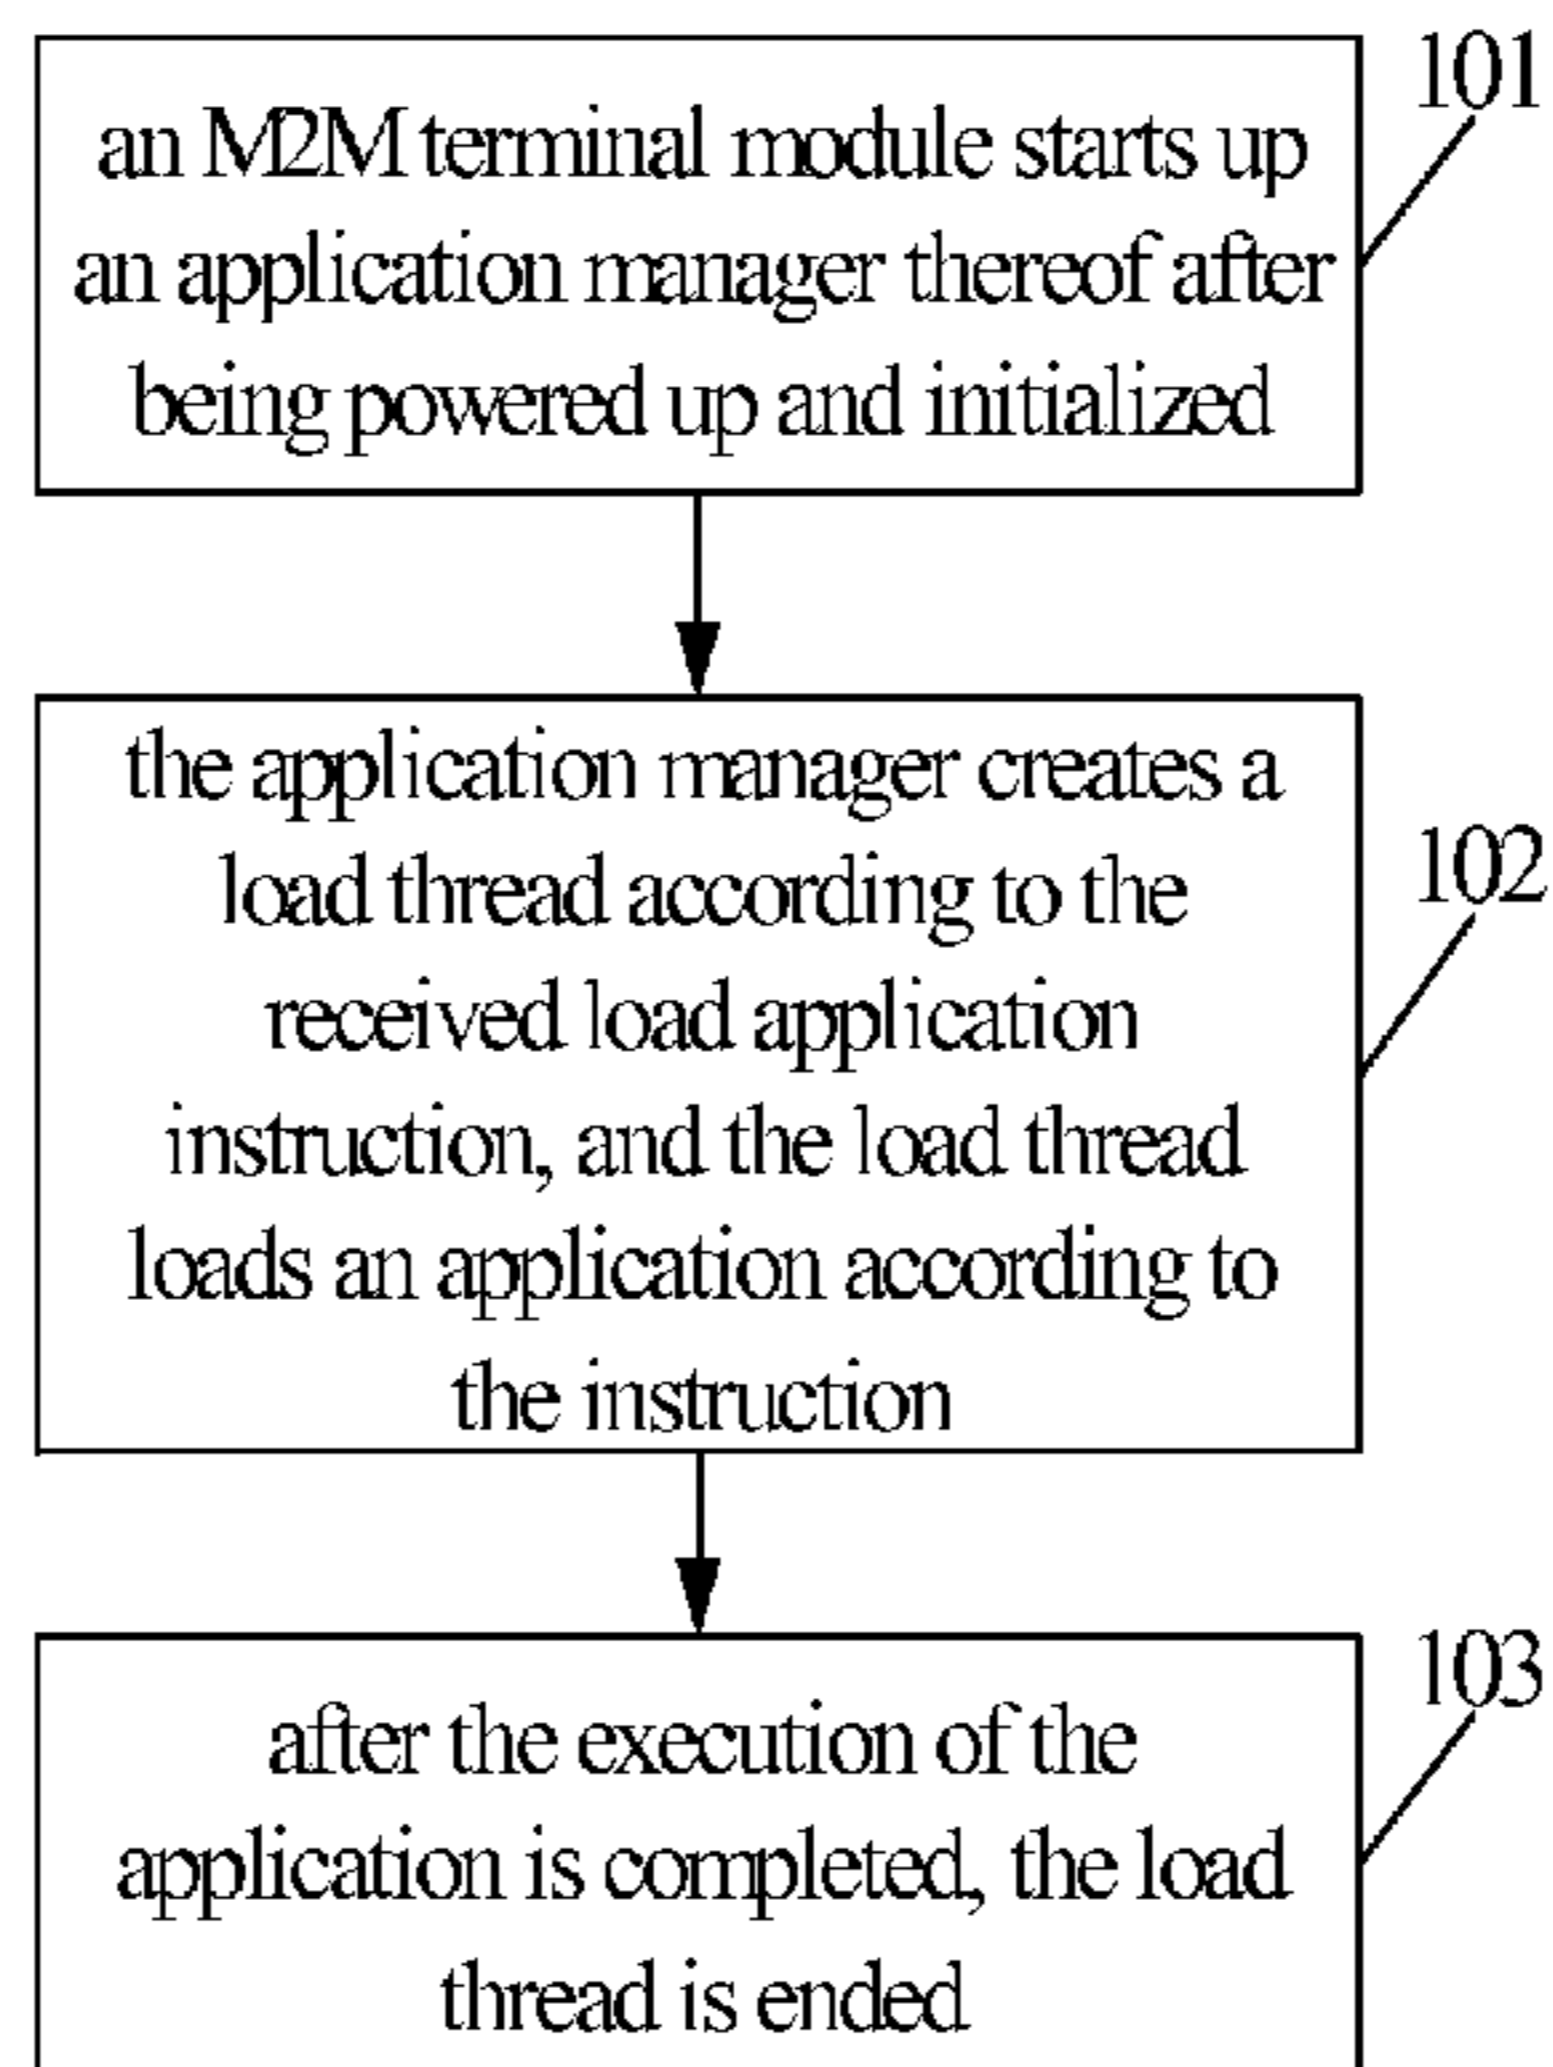 101
an M2M terminal module starts up
an application manager thereof after
being powered up and initialized
102
the application manager creates a
load thread according to the
received load application
instruction, and the load thread
loads an application according to
the instruction
103
after the execution of the
application is completed, the load
thread is ended